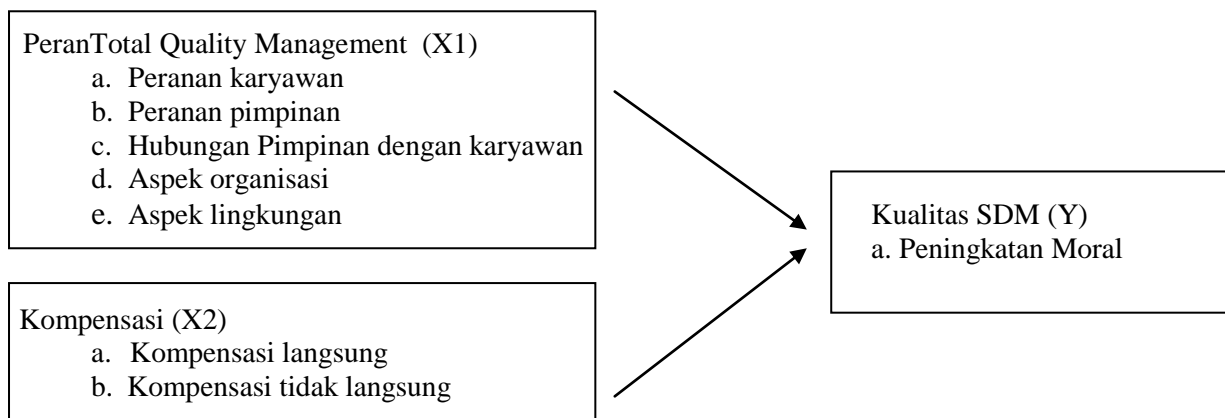 PeranTotal Quality Management (X1)
a. Peranan karyawan
b. Peranan pimpinan
c. Hubungan Pimpinan dengan karyawan
d. Aspek organisasi
e. Aspek lingkungan
Kompensasi (X2)
a. Kompensasi langsung
b. Kompensasi tidak langsung
Kualitas SDM (Y)
a. Peningkatan Moral